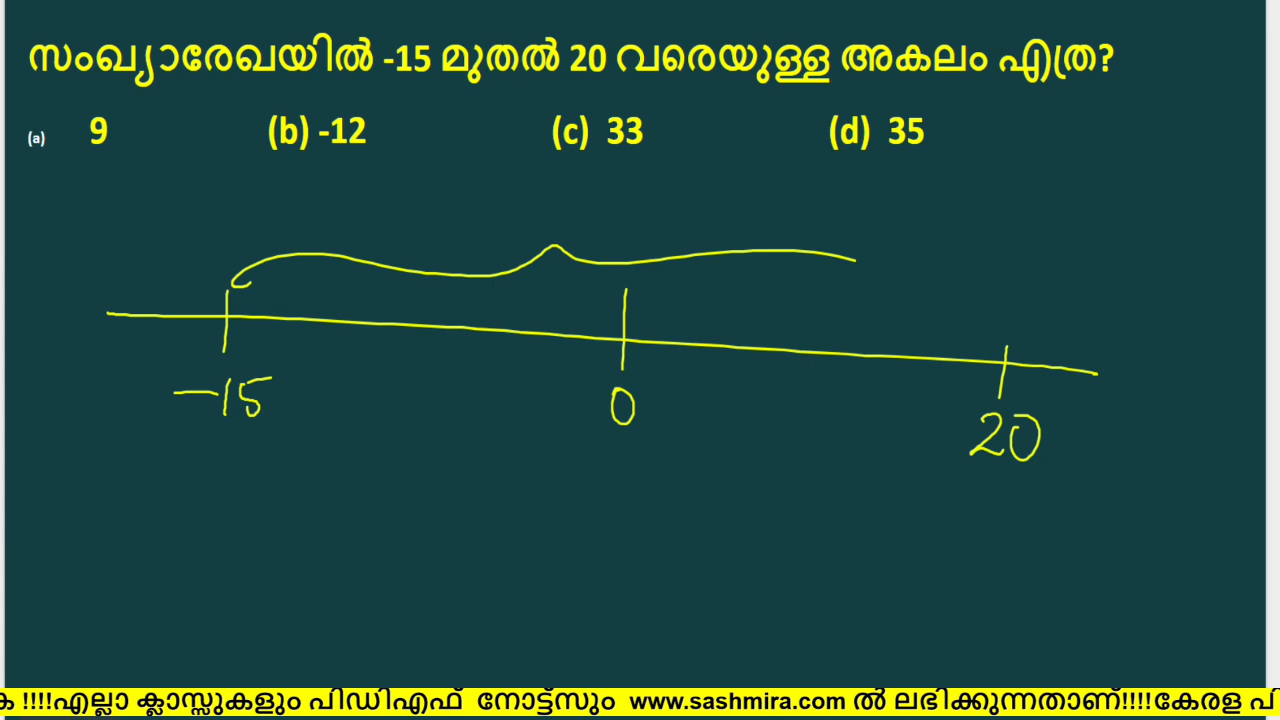 സംഖ്യാരേഖയിൽ -15 മുതൽ 20 വരെയുള്ള അകലം എത്ര?
(a) 9 (b) -12 (c) 33 (d) 35
-15 0 20
!!!!എല്ലാ ക്ലാസ്സുകളും പിഡിഎഫ് നോട്ട്സും www.sashmira.com ൽ ലഭിക്കുന്നതാണ്!!!!കേരള